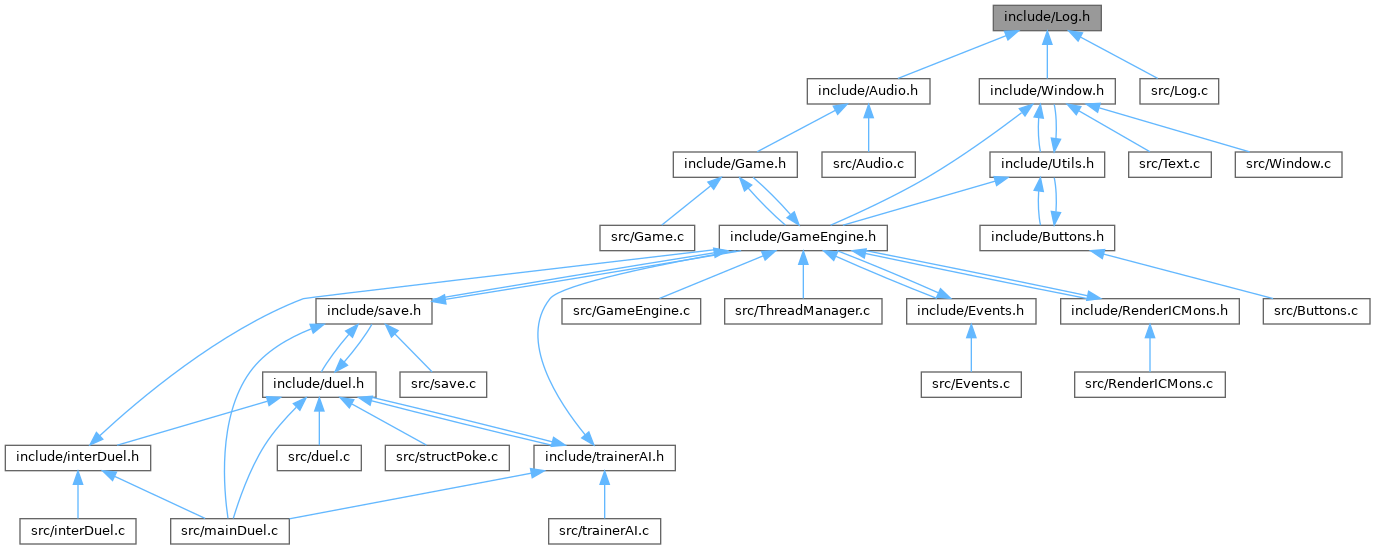 include/Log.h
include/Audio.h
include/Window.h
src/Log.c
include/Game.h
src/Audio.c
include/Utils.h
src/Text.c
src/Window.c
src/Game.c
include/GameEngine.h
include/Buttons.h
include/save.h
src/GameEngine.c
src/ThreadManager.c
include/Events.h
include/RenderICMons.h
src/Buttons.c
include/duel.h
src/save.c
src/Events.c
src/RenderICMons.c
include/interDuel.h
src/duel.c
src/structPoke.c
include/trainerAI.h
src/interDuel.c
src/mainDuel.c
src/trainerAI.c